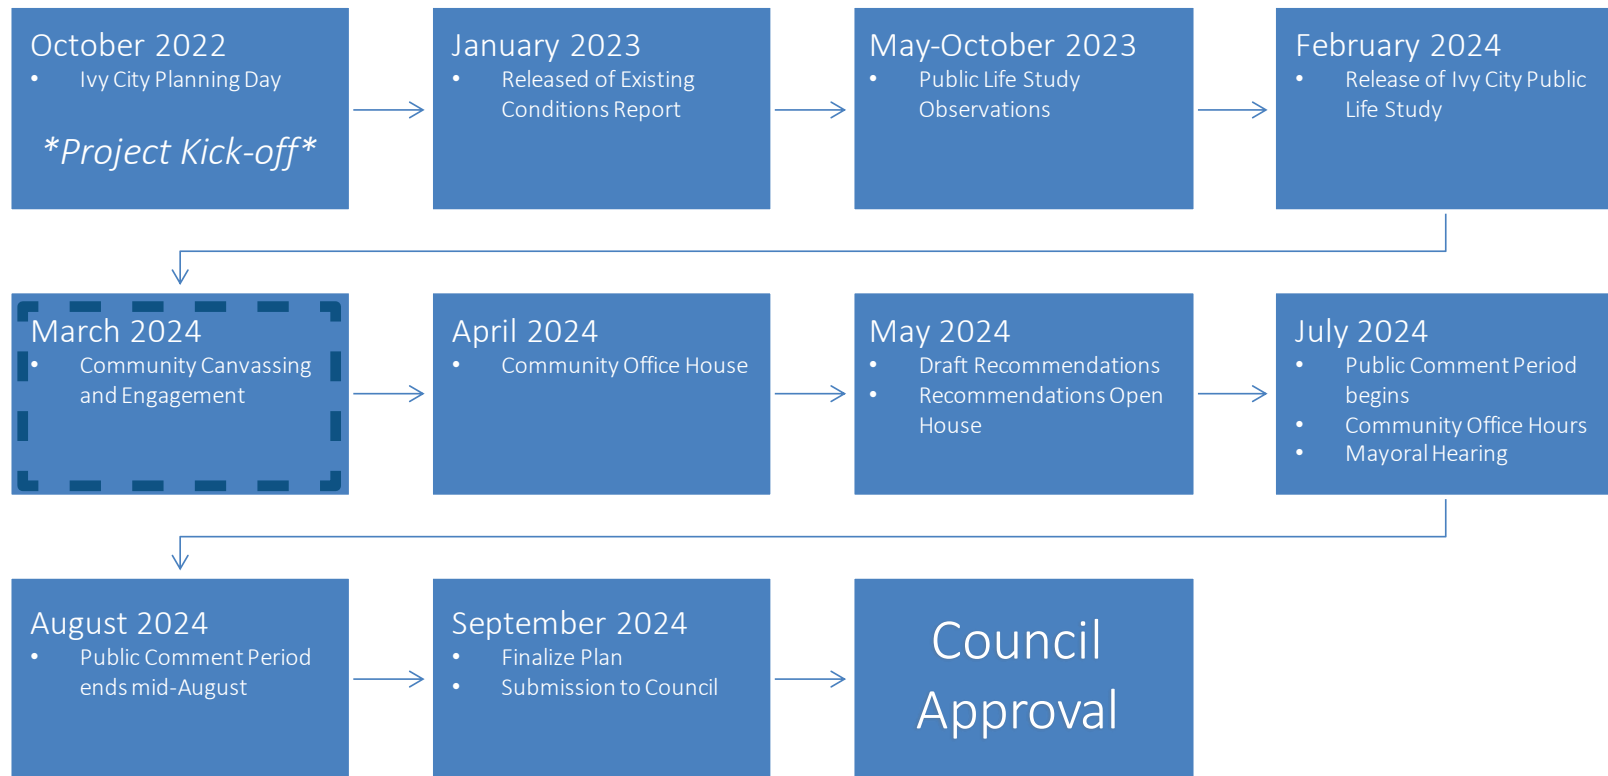 October 2022
• Ivy City Planning Day
*Project Kick-off*
January 2023
• Released of Existing
Conditions Report
May-October 2023
• Public Life Study
Observations
February 2024
• Release of Ivy City Public
Life Study
March 2024
• Community Canvassing
and Engagement
April 2024
• Community Office House
May 2024
• Draft Recommendations
• Recommendations Open
House
July 2024
• Public Comment Period
begins
• Community Office Hours
• Mayoral Hearing
August 2024
• Public Comment Period
ends mid-August
September 2024
• Finalize Plan
• Submission to Council
Council
Approval